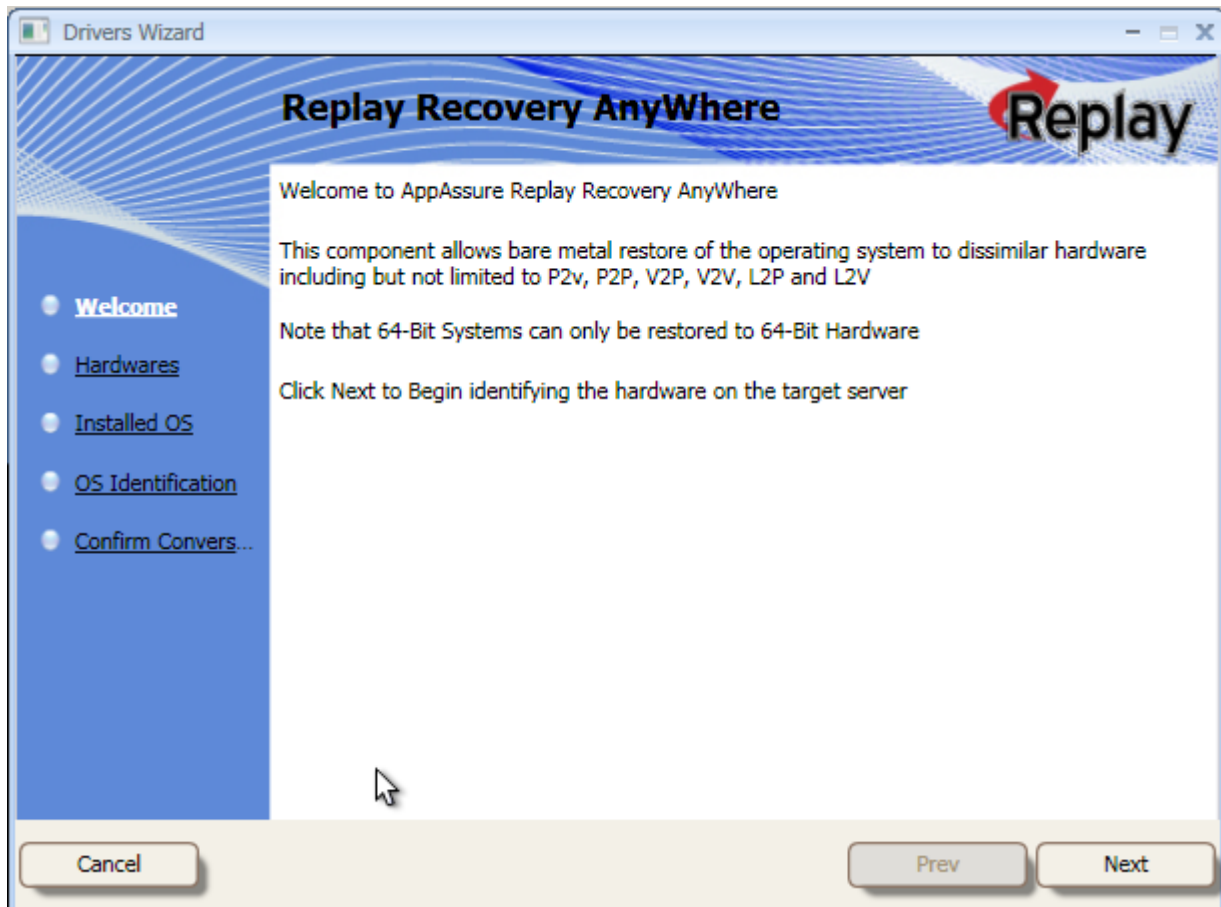 Drivers Wizard
Replay Recovery AnyWhere
Replay
Welcome to AppAssure Replay Recovery AnyWhere
This component allows bare metal restore of the operating system to dissimilar hardware
including but not limited to P2v, P2P, V2P, V2V, L2P and L2V
Note that 64-Bit Systems can only be restored to 64-Bit Hardware
Click Next to Begin identifying the hardware on the target server
Welcome
Hardwares
Installed OS
OS Identification
Confirm Convers...
Cancel
Prev
Next